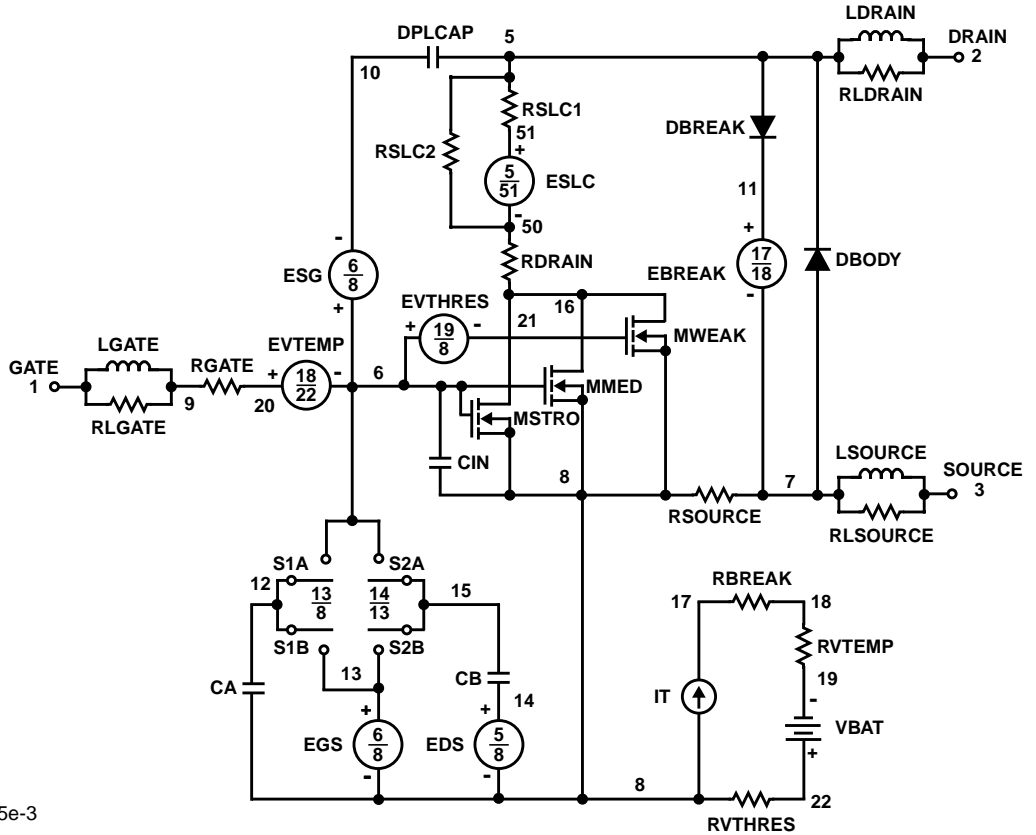 LDRAIN
DPLCAP
5
DRAIN
2
10
RLDRAIN
RSLC1
DBREAK
51
+
RSLC2
5
51
ESLC
11
-
50
+
-
RDRAIN
17
18
EBREAK
DBODY
ESG
6
8
-
+
EVTHRES
16
21
+
19
8
-
MWEAK
LGATE
EVTEMP
GATE
1
RGATE
+
18
22
-
6
MMED
9
20
RLGATE
MSTRO
LSOURCE
CIN
8
7
SOURCE
3
RSOURCE
RLSOURCE
S1A
S2A
12
13
8
14
13
15
RBREAK
17
18
S1B
S2B
RVTEMP
13
CB
19
CA
14
-
IT
+
+
VBAT
EGS
6
8
EDS
5
8
+
-
-
8
22
5e-3
RVTHRES